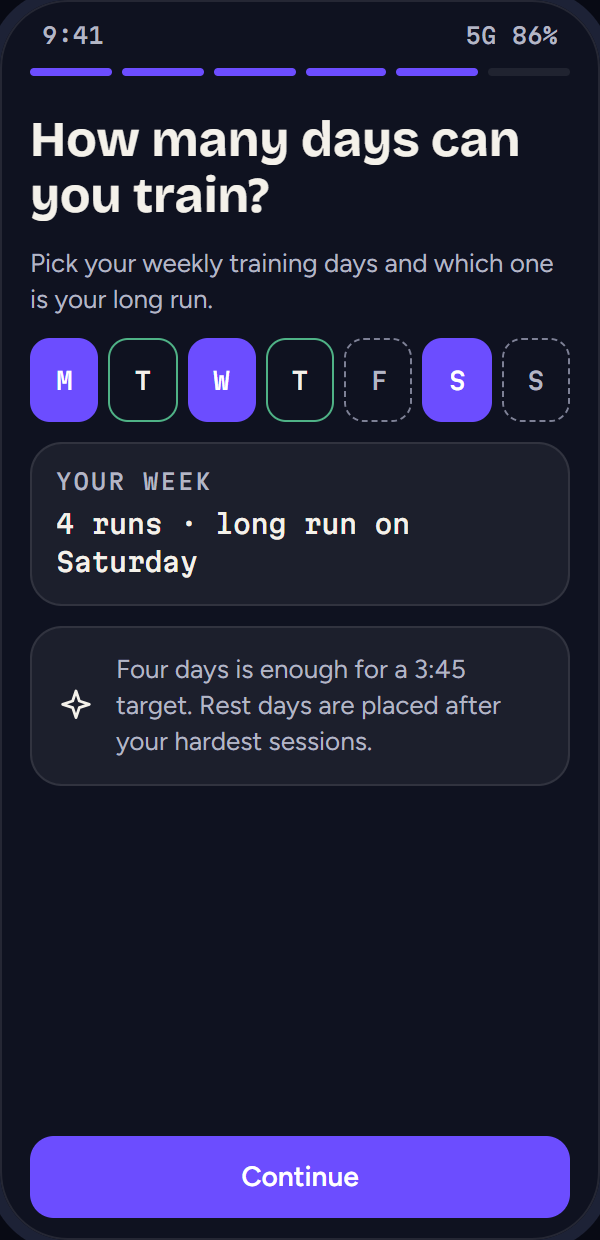 9:41 5G 86%
How many days can
you train?
Pick your weekly training days and which one
is your long run.
M T W T F S S
YOUR WEEK
4 runs · long run on
Saturday
Four days is enough for a 3:45
target. Rest days are placed after
your hardest sessions.
Continue